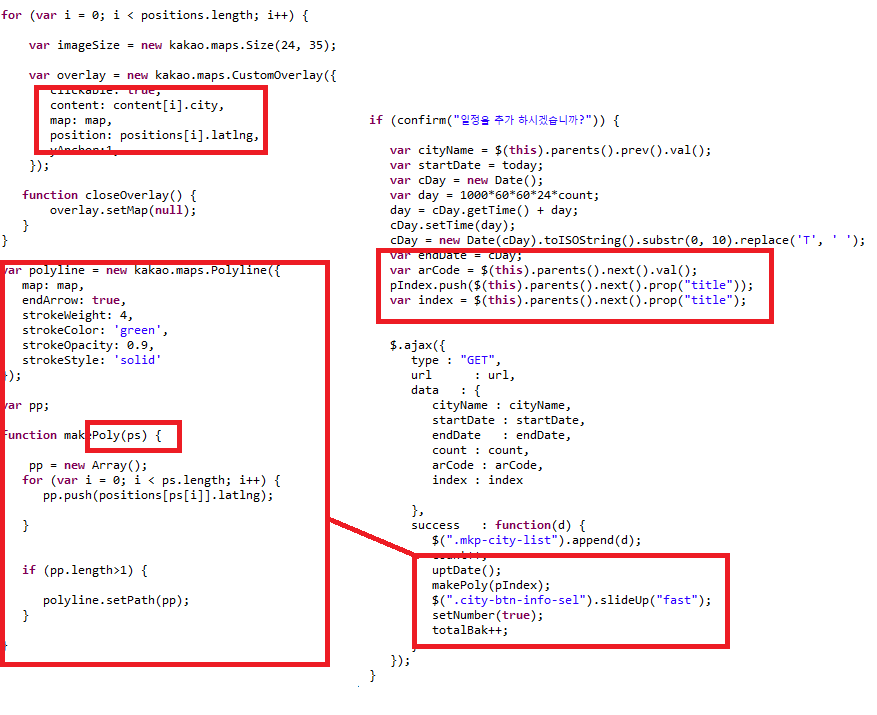 for (var i = 0; i < positions.length; i++) {
var imageSize = new kakao.maps.Size(24, 35);
var overlay = new kakao.maps.CustomOverlay({
clickable: true,
content: content[i].city,
map: map,
position: positions[i].latlng,
yAnchor:1,
});
function closeOverlay() {
overlay.setMap(null);
}
}
var polyline = new kakao.maps.Polyline({
map: map,
endArrow: true,
strokeWeight: 4,
strokeColor: 'green',
strokeOpacity: 0.9,
strokeStyle: 'solid'
});
var pp;
function makePoly(ps) {
pp = new Array();
for (var i = 0; i < ps.length; i++) {
pp.push(positions[ps[i]].latlng);
}
if (pp.length>1) {
polyline.setPath(pp);
}
}
if (confirm("일정을 추가 하시겠습니까?")) {
var cityName = $(this).parents().prev().val();
var startDate = today;
var cDay = new Date();
var day = 1000*60*60*24*count;
day = cDay.getTime() + day;
cDay.setTime(day);
cDay = new Date(cDay).toISOString().substr(0, 10).replace('T', ' ');
var endDate = cDay;
var arCode = $(this).parents().next().val();
pIndex.push($(this).parents().next().prop("title"));
var index = $(this).parents().next().prop("title");
$.ajax({
type : "GET",
url : url,
data : {
cityName : cityName,
startDate : startDate,
endDate : endDate,
count : count,
arCode : arCode,
index : index
},
success : function(d) {
$(".mkp-city-list").append(d);
count++;
uptDate();
makePoly(pIndex);
$(".city-btn-info-sel").slideUp("fast");
setNumber(true);
totalBak++;
}
});
}